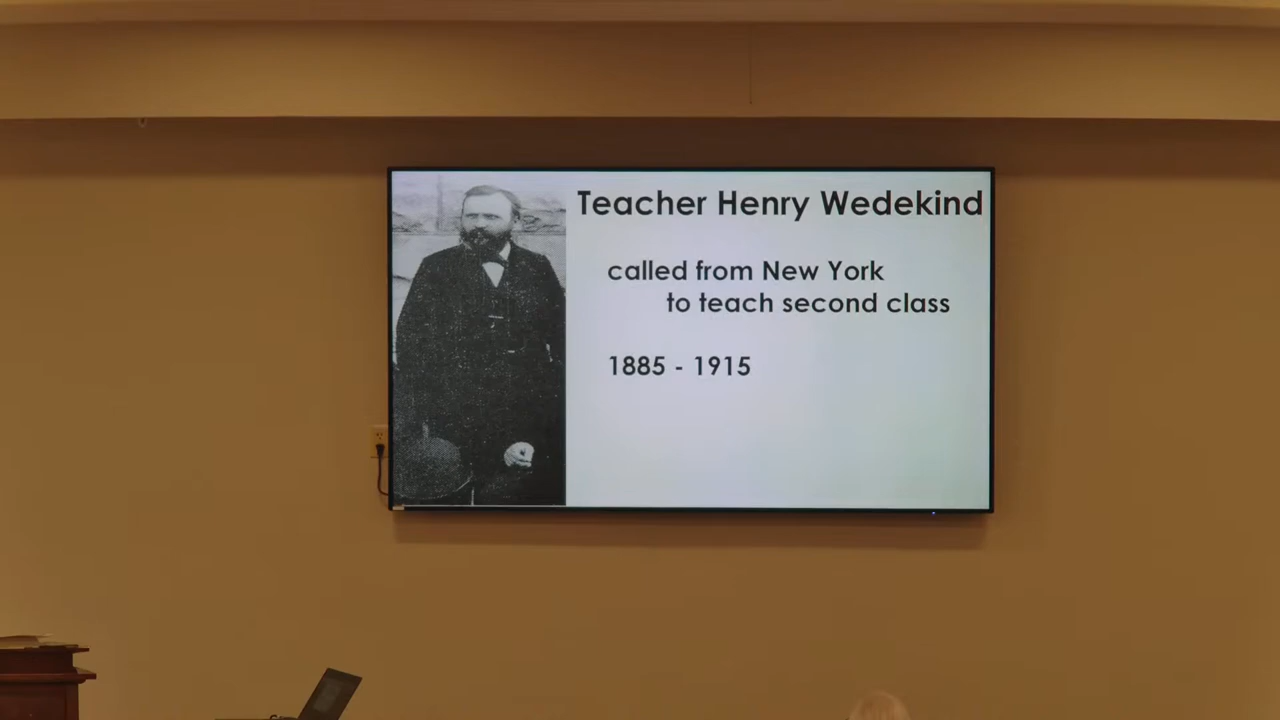 Teacher Henry Wedekind
called from New York
to teach second class
1885 - 1915